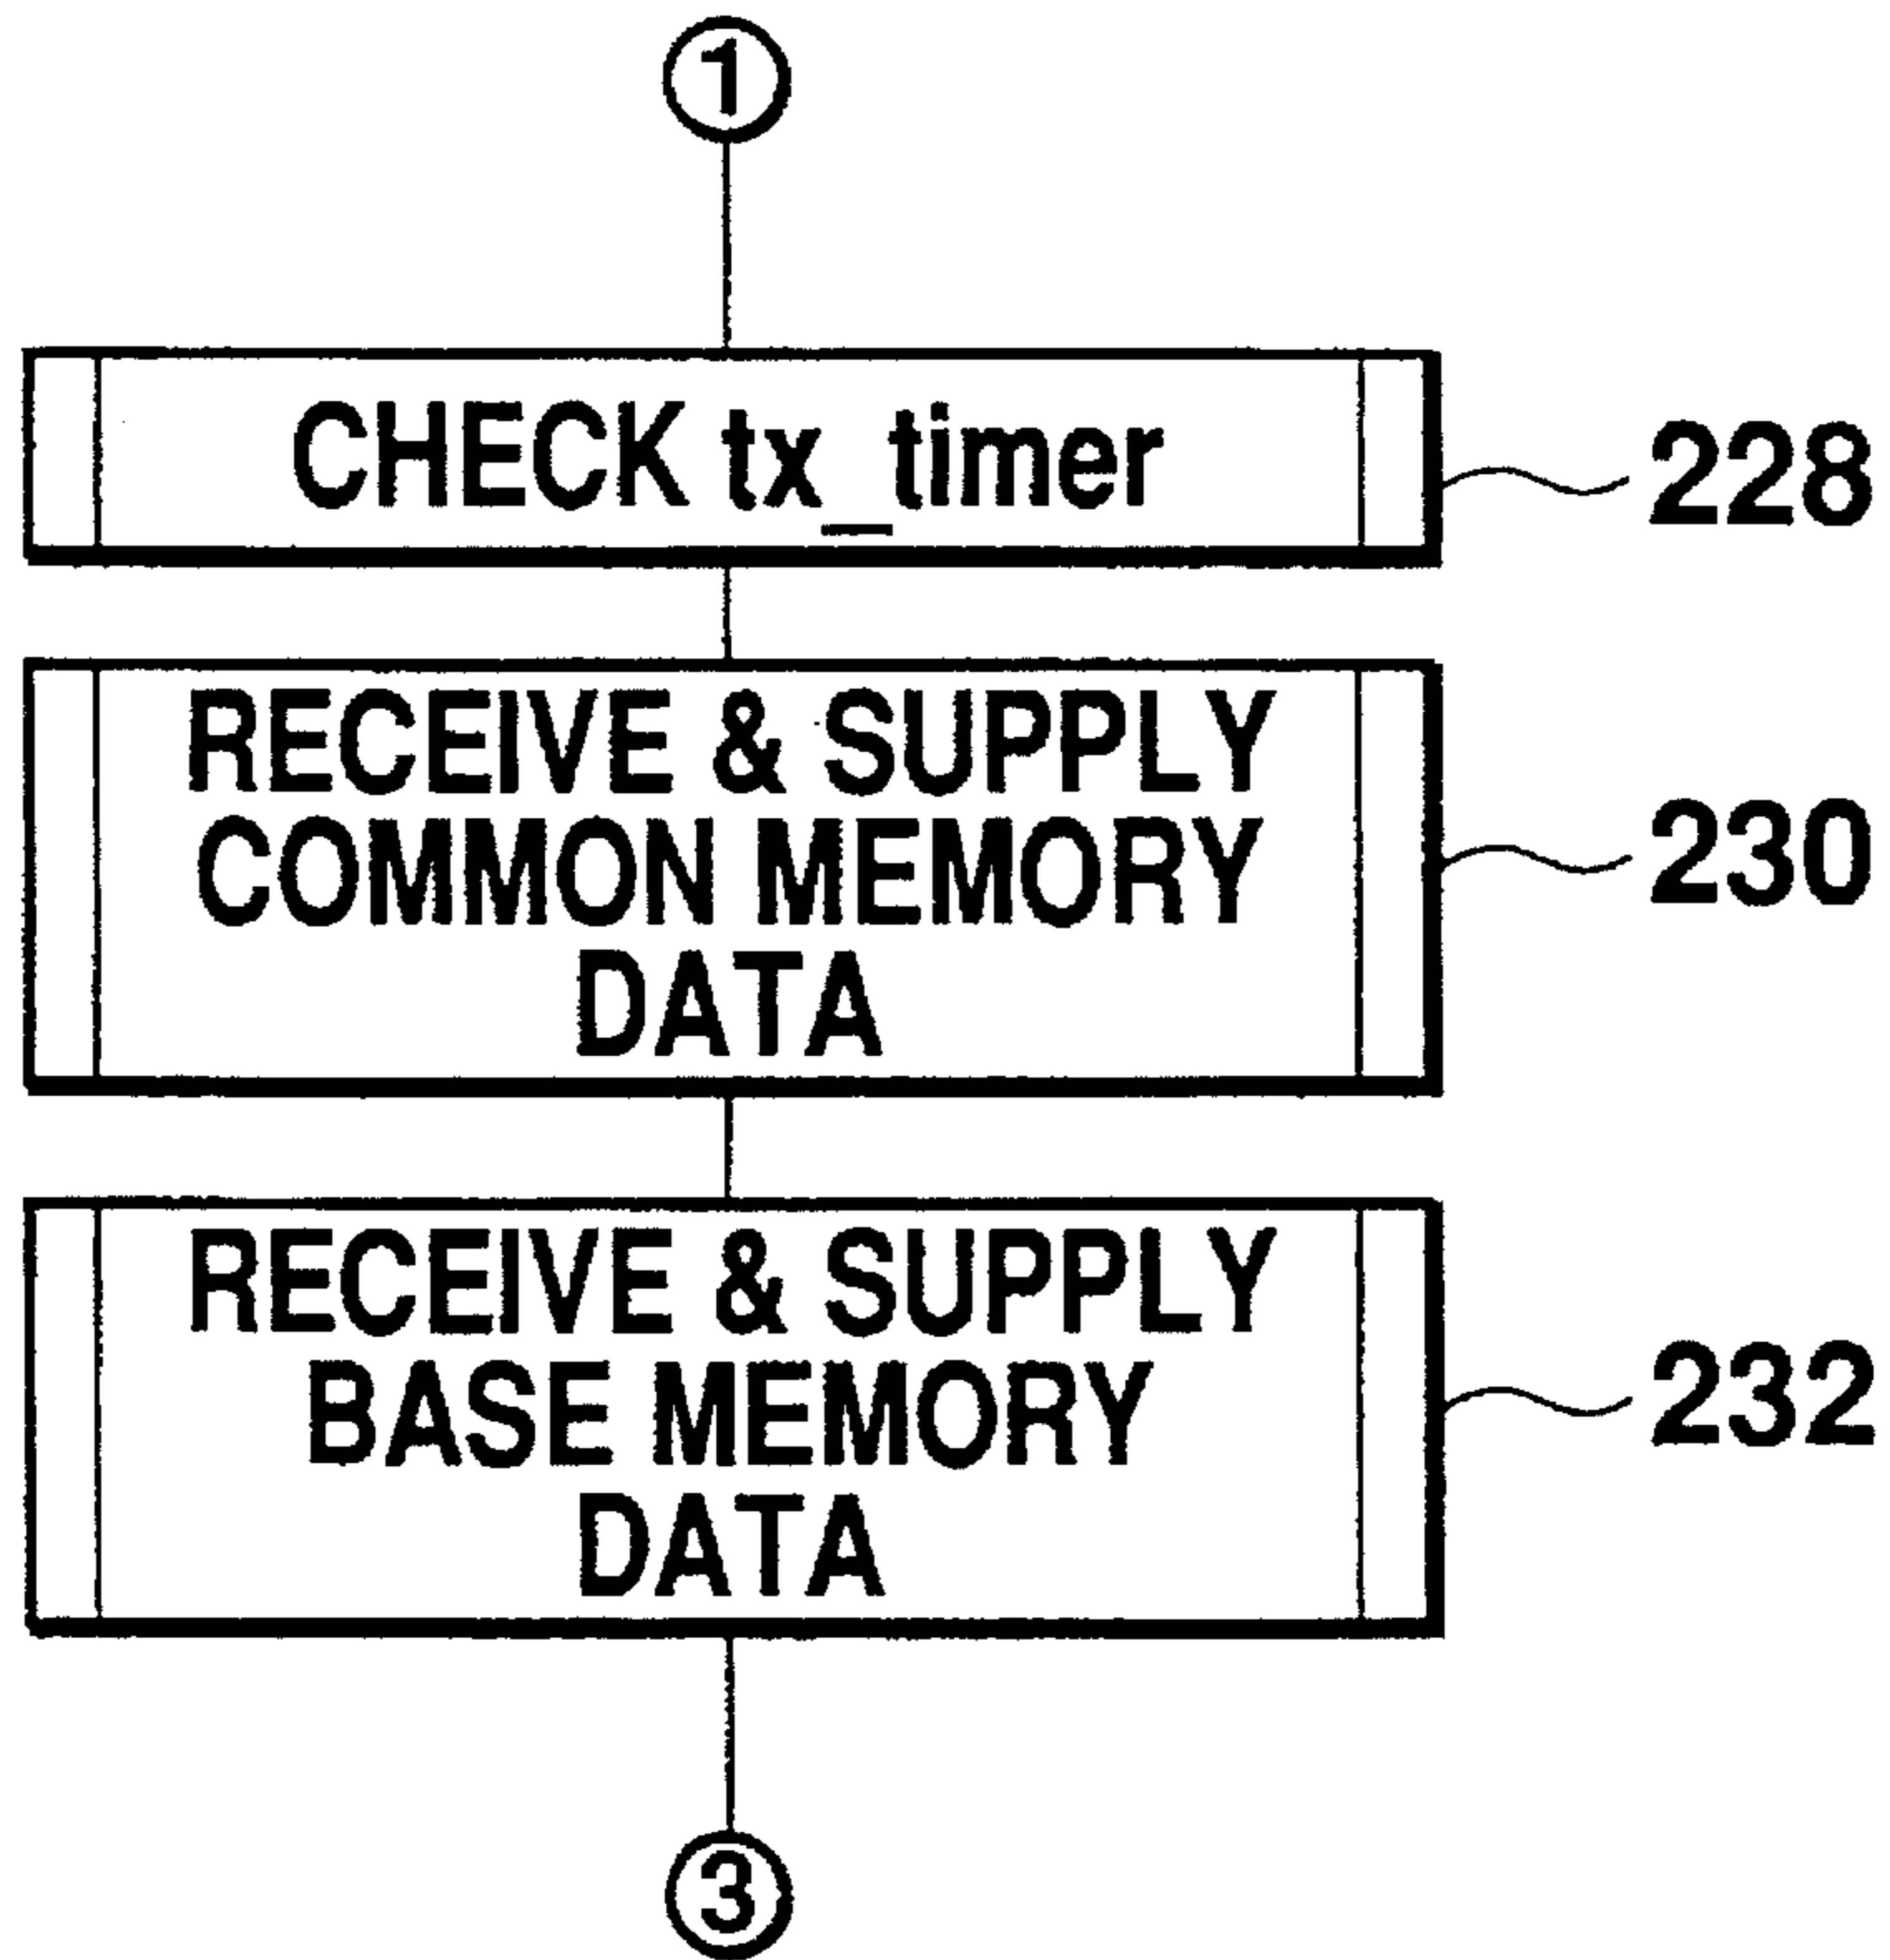 1
CHECK tx_timer
228
RECEIVE & SUPPLY
COMMON MEMORY
DATA
230
RECEIVE & SUPPLY
BASE MEMORY
DATA
232
3